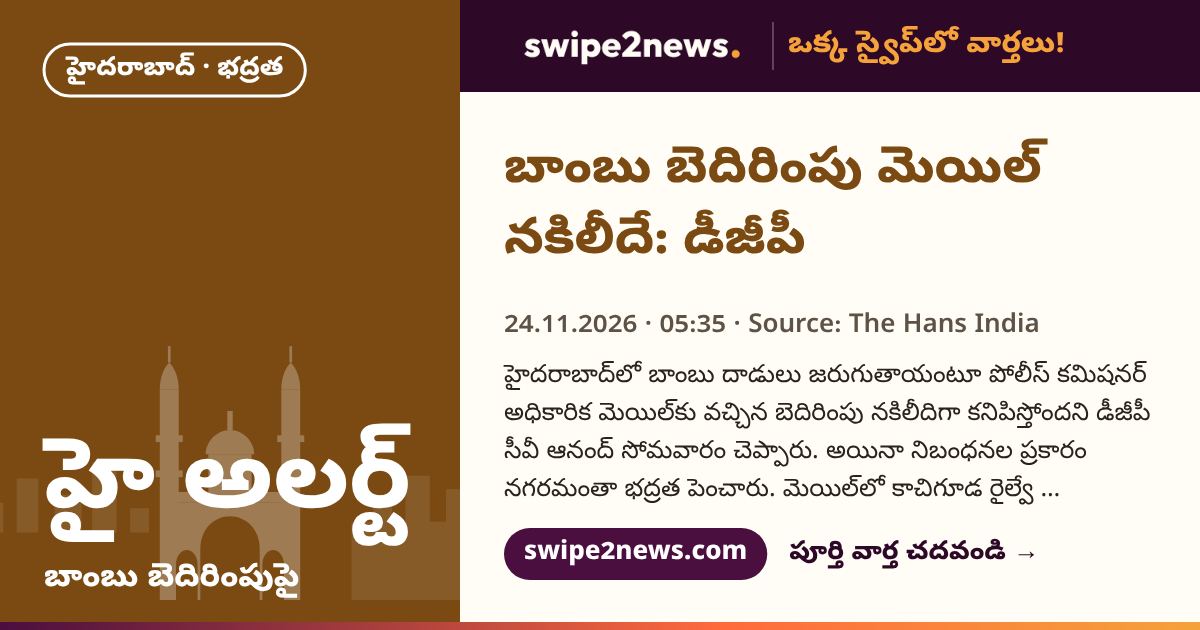 హైదరాబాద్ · భద్రత
హై అలర్ట్
బాంబు బెదిరింపుపై
swipe2news.
ఒక్క స్వైప్‌లో వార్తలు!
బాంబు బెదిరింపు మెయిల్
నకిలీదే: డీజీపీ
24.11.2026 · 05:35 · Source: The Hans India
హైదరాబాద్‌లో బాంబు దాడులు జరుగుతాయంటూ పోలీస్ కమిషనర్
అధికారిక మెయిల్‌కు వచ్చిన బెదిరింపు నకిలీదిగా కనిపిస్తోందని డీజీపీ
సీవీ ఆనంద్ సోమవారం చెప్పారు. అయినా నిబంధనల ప్రకారం
నగరమంతా భద్రత పెంచారు. మెయిల్‌లో కాచిగూడ రైల్వే ...
swipe2news.com
పూర్తి వార్త చదవండి →